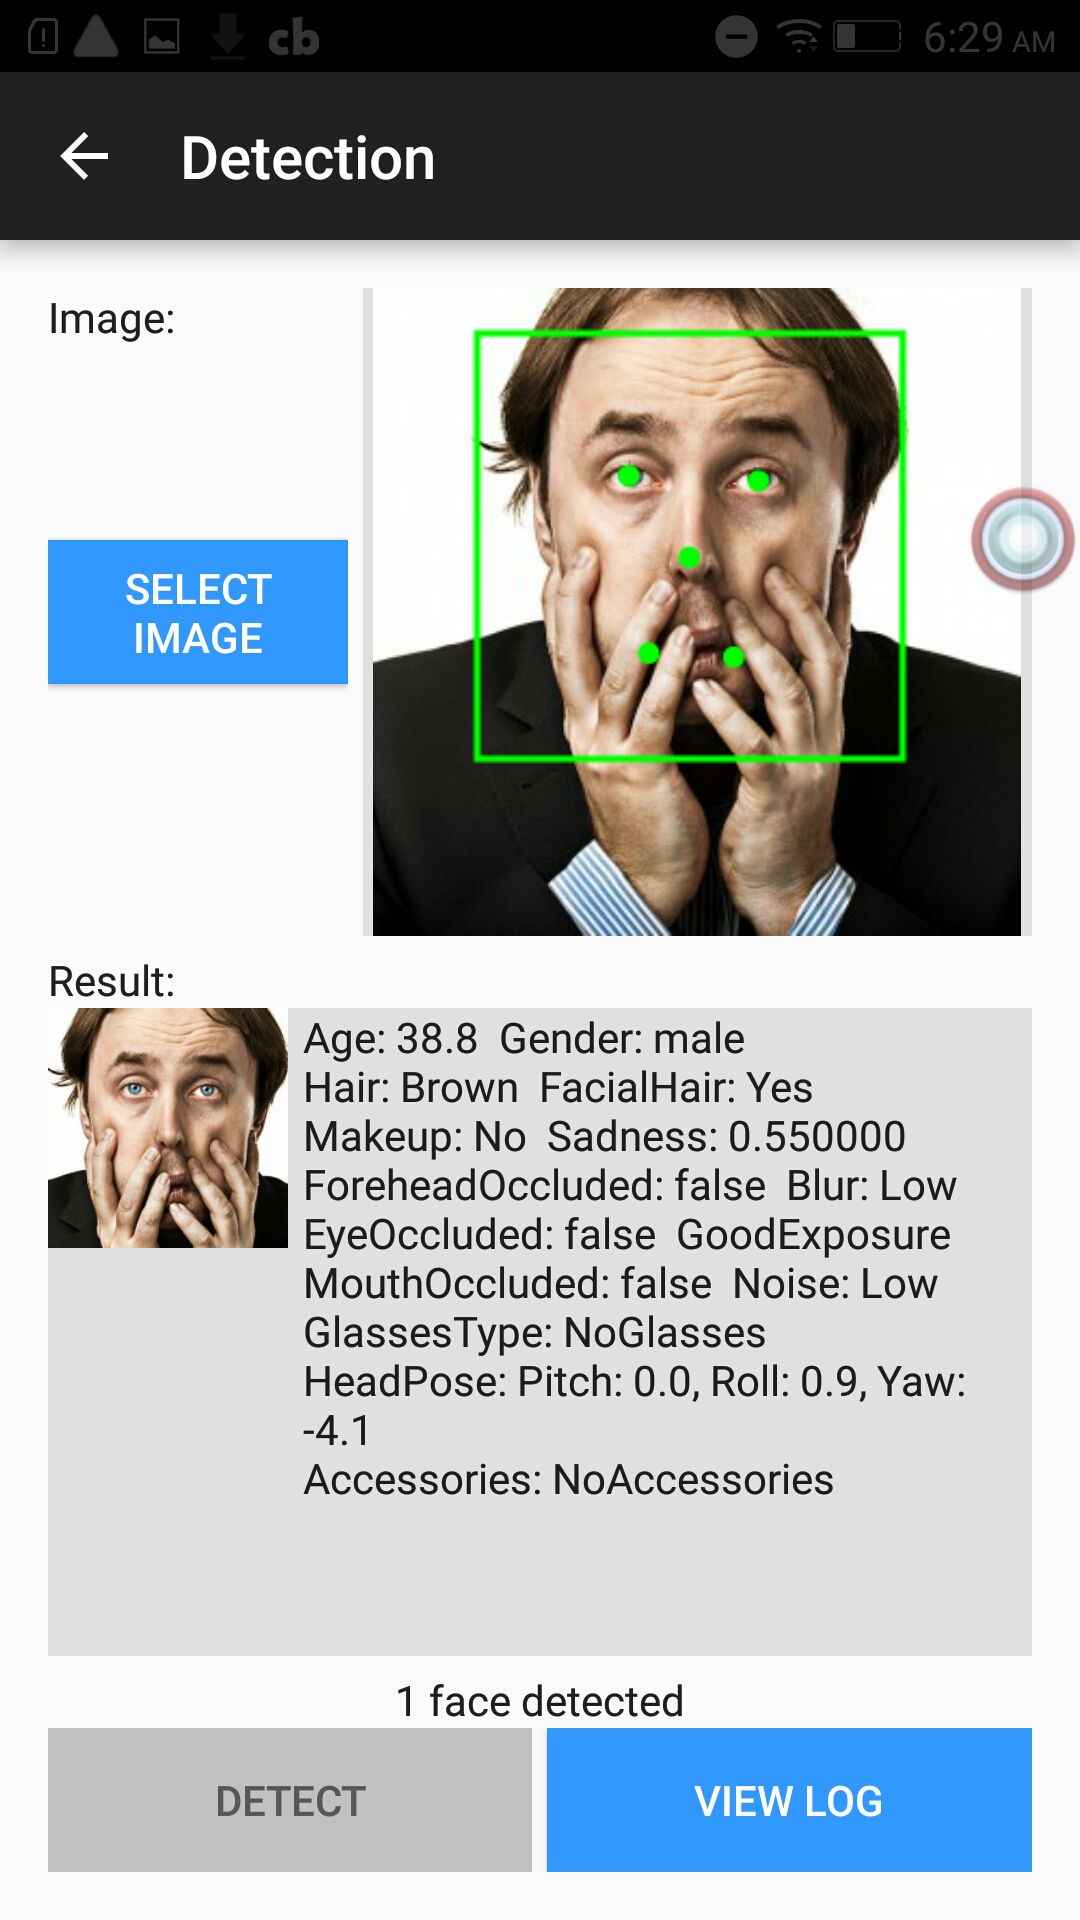 cb 6:29 AM
Detection
Image:
SELECT
IMAGE
Result:
Age: 38.8  Gender: male
Hair: Brown  FacialHair: Yes
Makeup: No  Sadness: 0.550000
ForeheadOccluded: false  Blur: Low
EyeOccluded: false  GoodExposure
MouthOccluded: false  Noise: Low
GlassesType: NoGlasses
HeadPose: Pitch: 0.0, Roll: 0.9, Yaw:
-4.1
Accessories: NoAccessories
1 face detected
DETECT
VIEW LOG